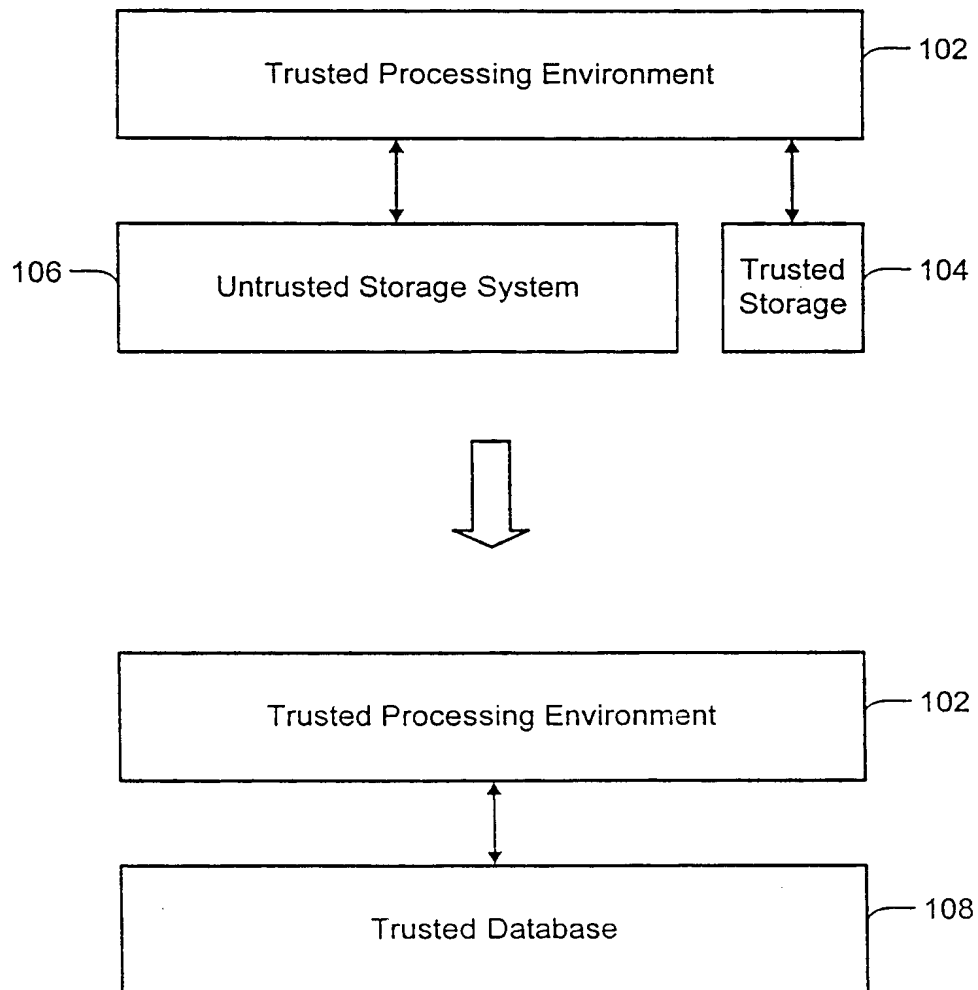 Trusted Processing Environment
102
106
Untrusted Storage System
Trusted
Storage
104
Trusted Processing Environment
102
Trusted Database
108